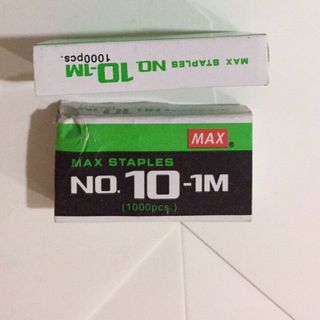 MAX STAPLES NO. 10-1M
1000pcs.
MAX®
MAX STAPLES
NO. 10-1M
(1000pcs.)